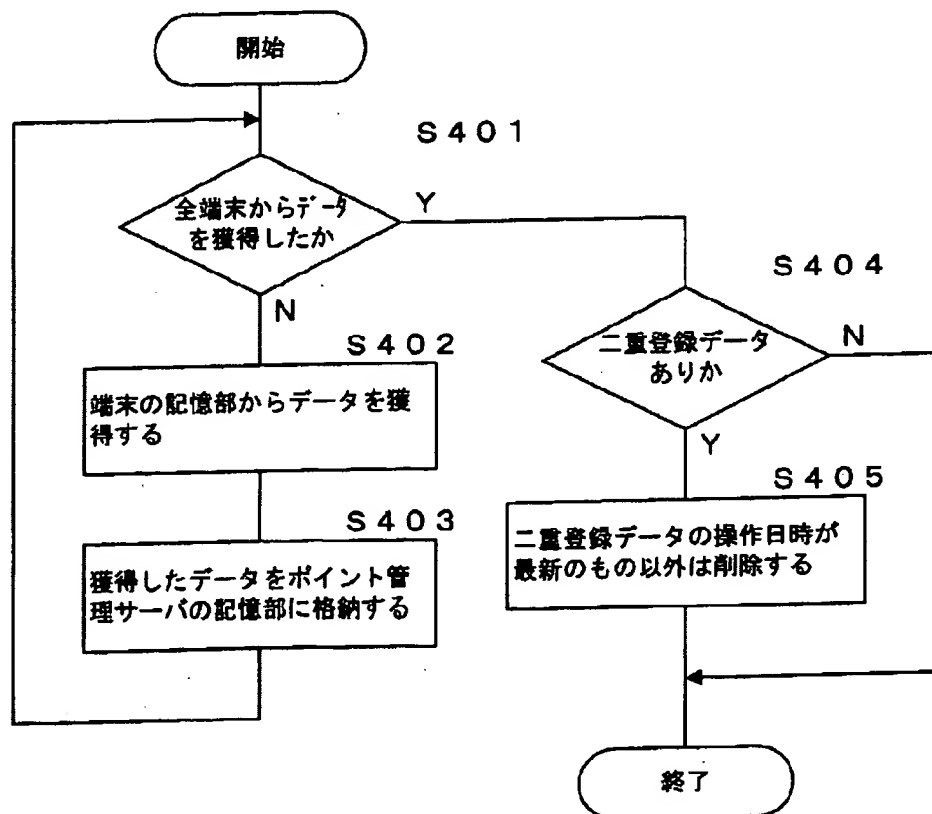 開始
S401
全端末からデータ
を獲得したか
Y
N
S402
端末の記憶部からデータを獲
得する
S403
獲得したデータをポイント管
理サーバの記憶部に格納する
S404
二重登録データ
ありか
N
Y
S405
二重登録データの操作日時が
最新のもの以外は削除する
終了